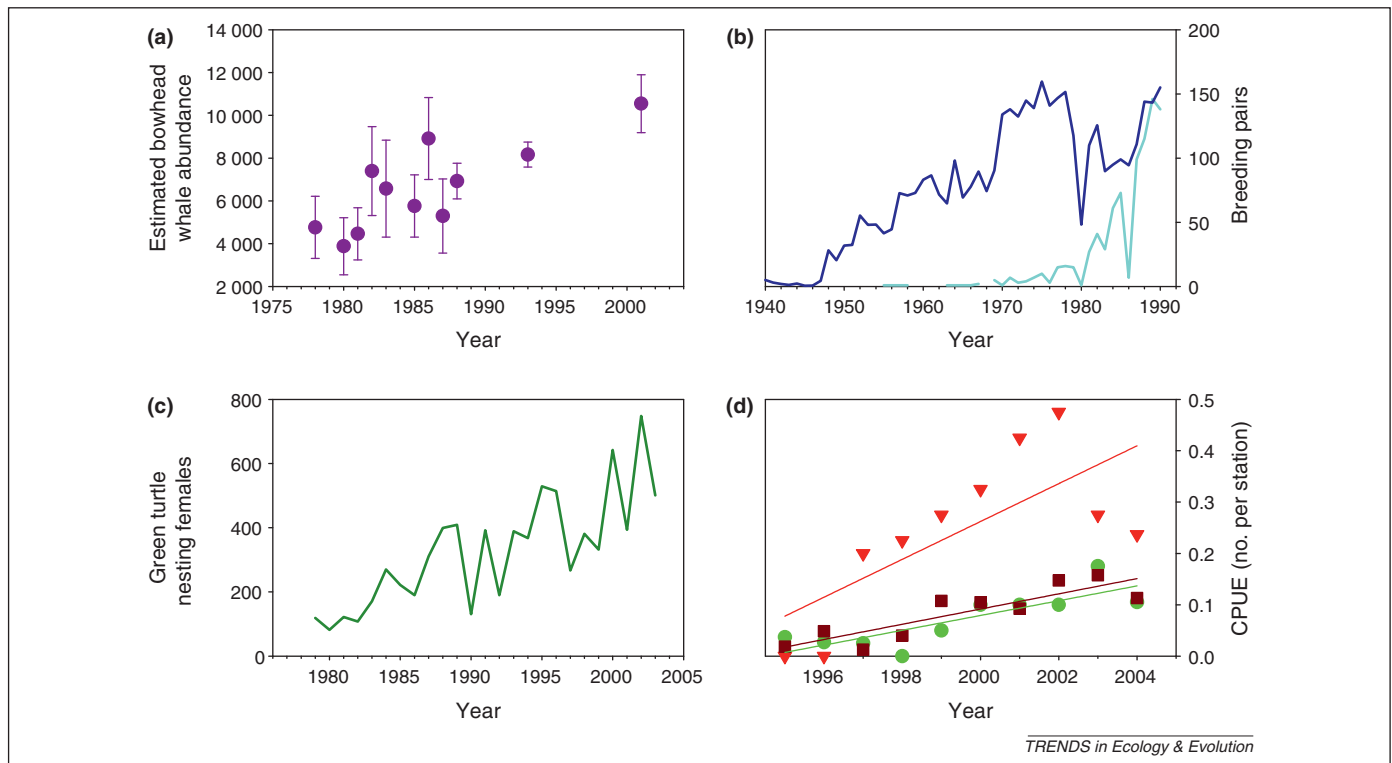 (a)
Estimated bowhead
whale abundance
14 000
12 000
10 000
8 000
6 000
4 000
2 000
1975 1980 1985 1990 1995 2000
Year
(b)
200
150
100
50
0
Breeding pairs
1940 1950 1960 1970 1980 1990
Year
(c)
Green turtle
nesting females
800
600
400
200
0
1980 1985 1990 1995 2000 2005
Year
(d)
0.5
0.4
0.3
0.2
0.1
0.0
CPUE (no. per station)
1996 1998 2000 2002 2004
Year
TRENDS in Ecology & Evolution